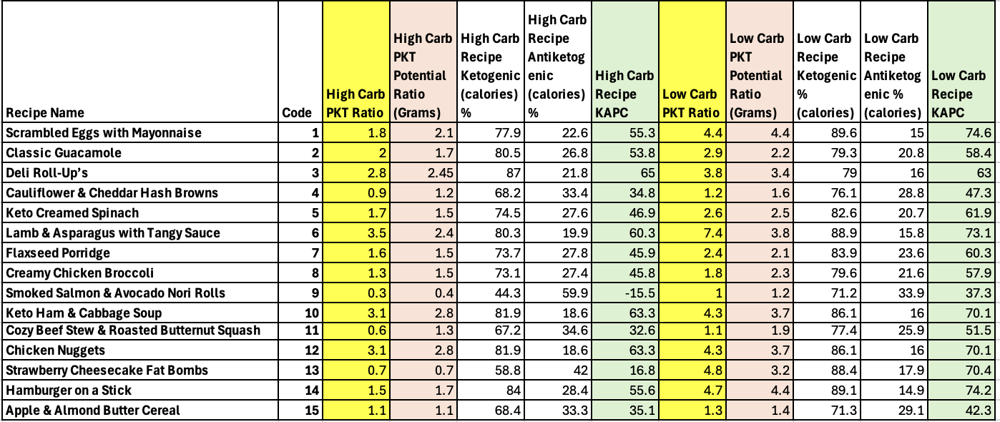 Recipe Name Code High Carb PKT Ratio High Carb PKT Potential Ratio (Grams) High Carb Recipe Ketogenic (calories) % High Carb Recipe Antiketog enic (calories) % High Carb Recipe KAPC Low Carb PKT Ratio Low Carb PKT Potential Ratio (Grams) Low Carb Recipe Ketogenic % (calories) Low Carb Recipe Antiketog enic % (calories) Low Carb Recipe KAPC
Scrambled Eggs with Mayonnaise 1 1.8 2.1 77.9 22.6 55.3 4.4 4.4 89.6 15 74.6
Classic Guacamole 2 2 1.7 80.5 26.8 53.8 2.9 2.2 79.3 20.8 58.4
Deli Roll-Up’s 3 2.8 2.45 87 21.8 65 3.8 3.4 79 16 63
Cauliflower & Cheddar Hash Browns 4 0.9 1.2 68.2 33.4 34.8 1.2 1.6 76.1 28.8 47.3
Keto Creamed Spinach 5 1.7 1.5 74.5 27.6 46.9 2.6 2.5 82.6 20.7 61.9
Lamb & Asparagus with Tangy Sauce 6 3.5 2.4 80.3 19.9 60.3 7.4 3.8 88.9 15.8 73.1
Flaxseed Porridge 7 1.6 1.5 73.7 27.8 45.9 2.4 2.1 83.9 23.6 60.3
Creamy Chicken Broccoli 8 1.3 1.5 73.1 27.4 45.8 1.8 2.3 79.6 21.6 57.9
Smoked Salmon & Avocado Nori Rolls 9 0.3 0.4 44.3 59.9 -15.5 1 1.2 71.2 33.9 37.3
Keto Ham & Cabbage Soup 10 3.1 2.8 81.9 18.6 63.3 4.3 3.7 86.1 16 70.1
Cozy Beef Stew & Roasted Butternut Squash 11 0.6 1.3 67.2 34.6 32.6 1.1 1.9 77.4 25.9 51.5
Chicken Nuggets 12 3.1 2.8 81.9 18.6 63.3 4.3 3.7 86.1 16 70.1
Strawberry Cheesecake Fat Bombs 13 0.7 0.7 58.8 42 16.8 4.8 3.2 88.4 17.9 70.4
Hamburger on a Stick 14 1.5 1.7 84 28.4 55.6 4.7 4.4 89.1 14.9 74.2
Apple & Almond Butter Cereal 15 1.1 1.1 68.4 33.3 35.1 1.3 1.4 71.3 29.1 42.3